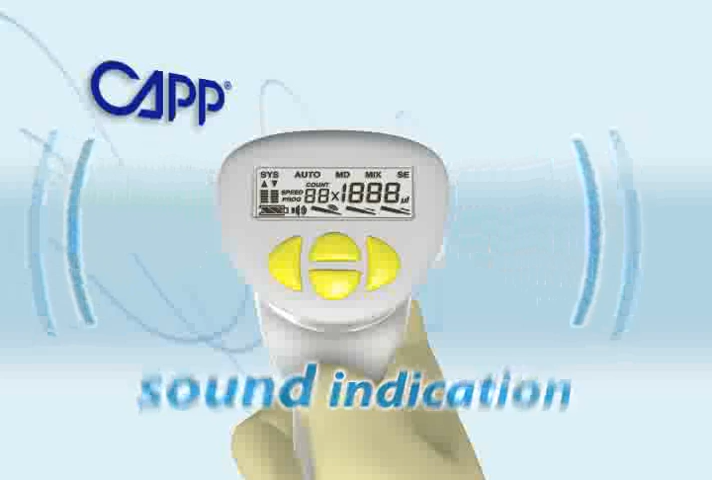 CAPP®
SYS AUTO MD MIX SE
COUNT
SPEED
PROG 88x1888 µl
sound indication